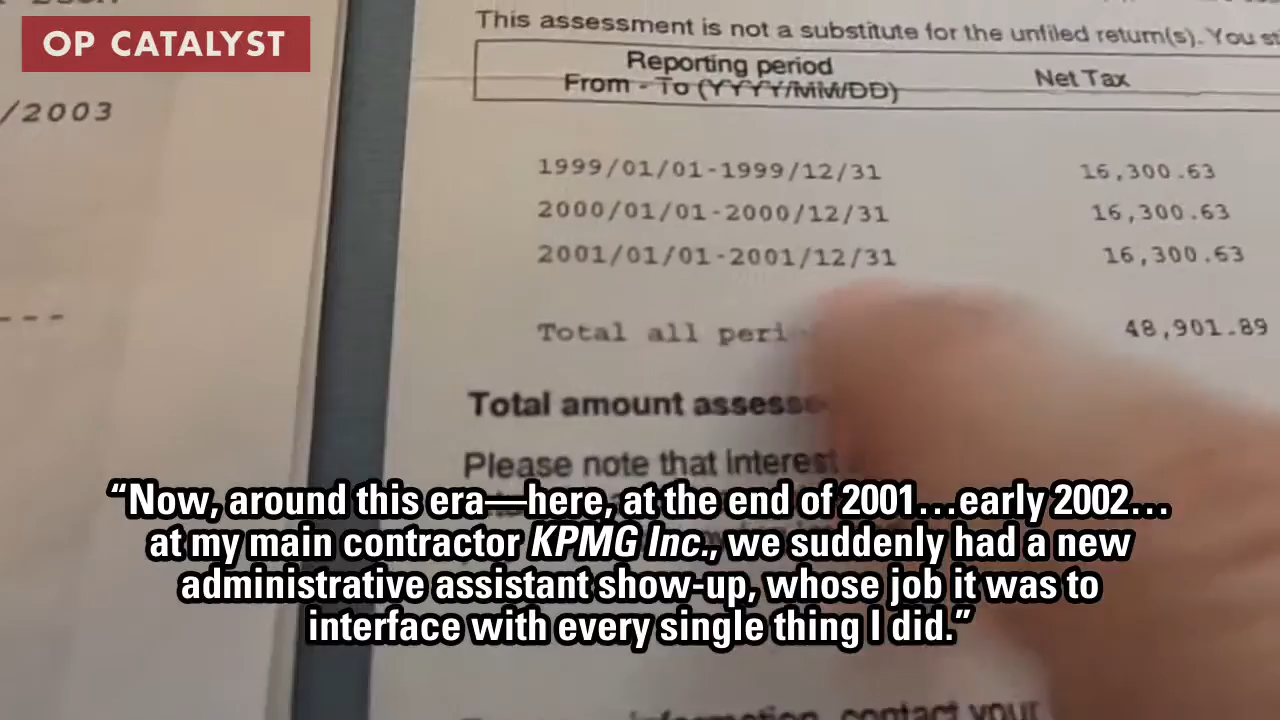 OP CATALYST
/2003
---
This assessment is not a substitute for the unfiled return(s). You
Reporting period
From - To (YYYY/MM/DD)
Net Tax
1999/01/01-1999/12/31 16,300.63
2000/01/01-2000/12/31 16,300.63
2001/01/01-2001/12/31 16,300.63
Total all peri 48,901.89
Total amount assesse
Please note that interest
“Now, around this era—here, at the end of 2001...early 2002...
at my main contractor KPMG Inc., we suddenly had a new
administrative assistant show-up, whose job it was to
interface with every single thing I did.”
information, contact your